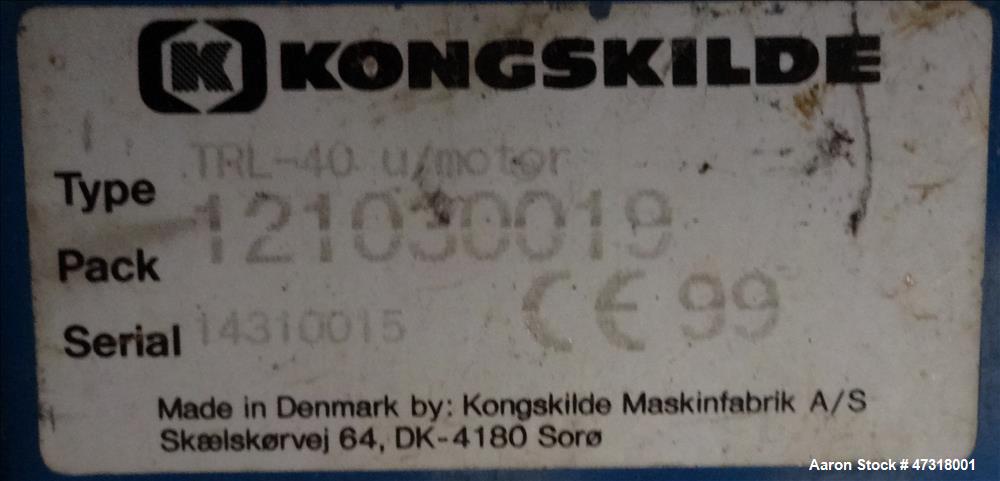 K KONGSKILDE
Type TRL-40 u/motor
Pack 121030019
Serial 14310015 CE 99
Made in Denmark by: Kongskilde Maskinfabrik A/S
Skælskørvej 64, DK-4180 Sorø
Aaron Stock # 47318001